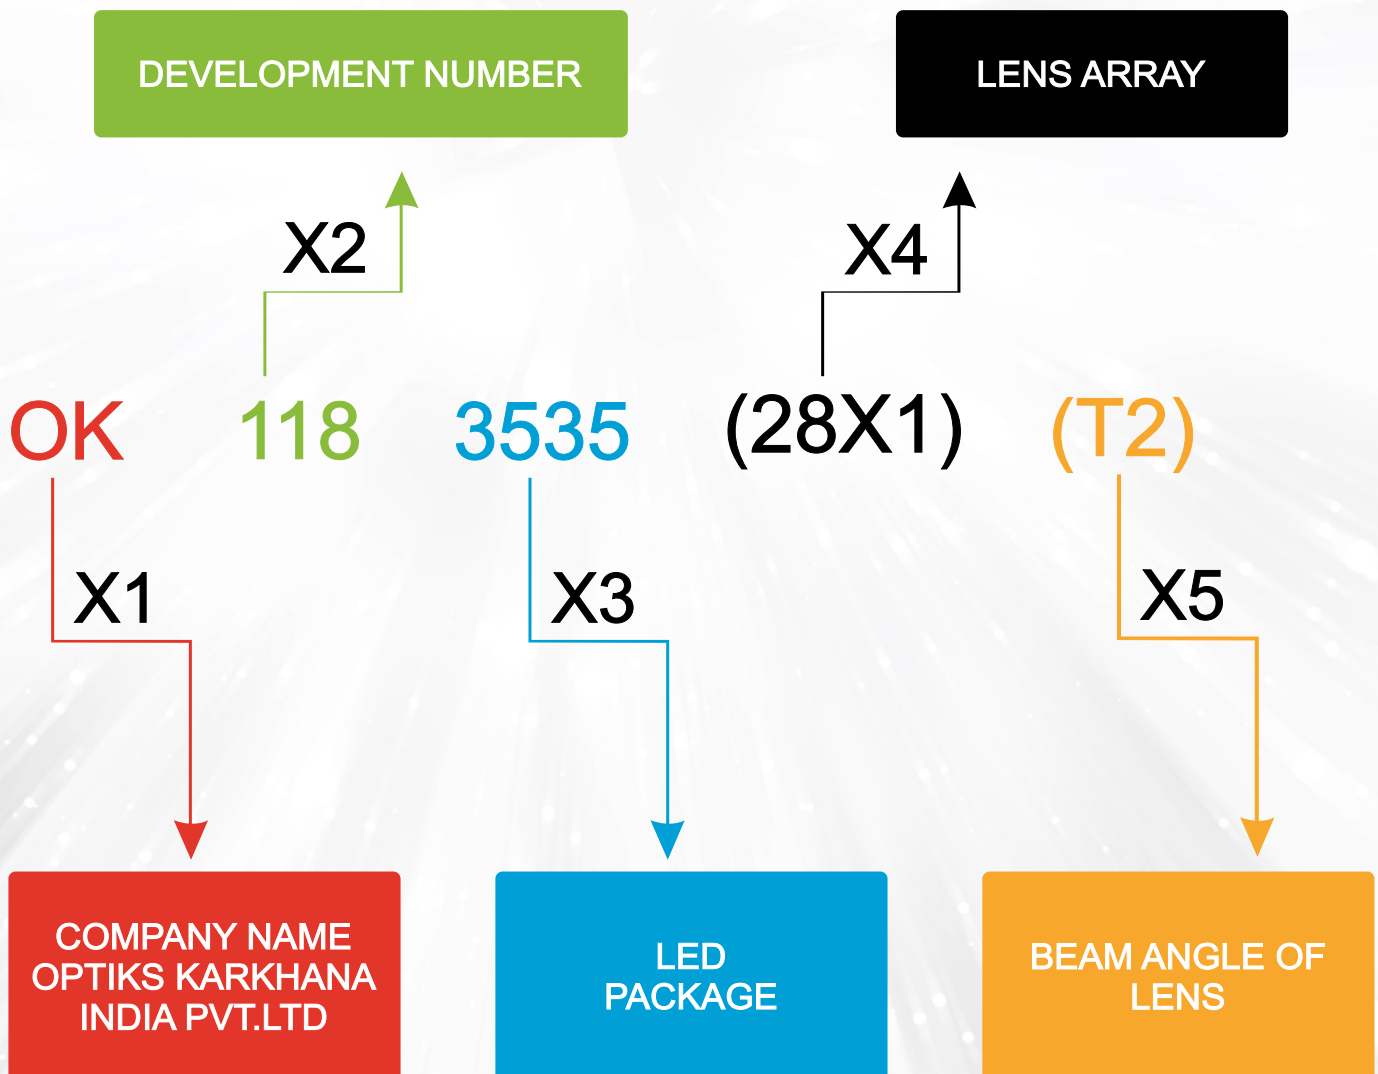 DEVELOPMENT NUMBER
LENS ARRAY
X2
X4
OK 118 3535 (28X1) (T2)
X1
X3
X5
COMPANY NAME
OPTIKS KARKHANA
INDIA PVT.LTD
LED
PACKAGE
BEAM ANGLE OF
LENS